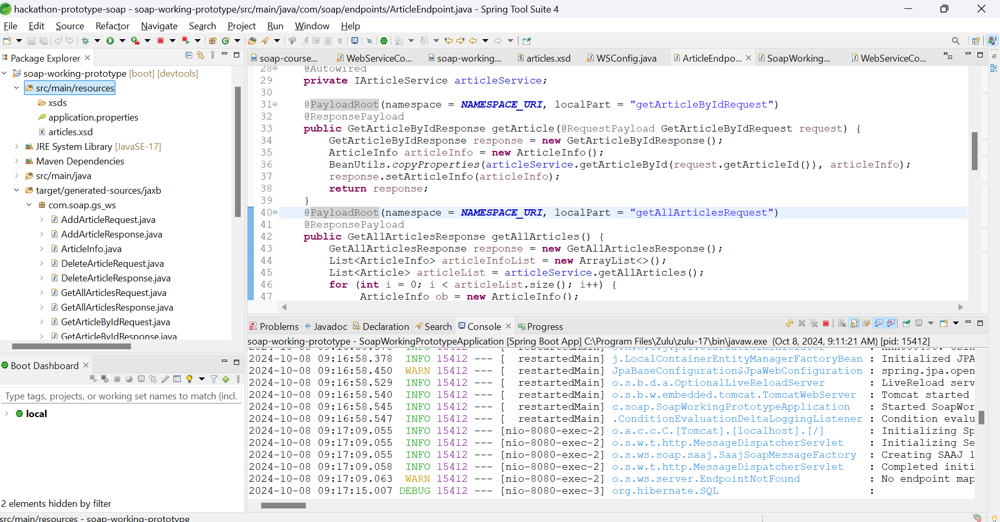 hackathon-prototype-soap - soap-working-prototype/src/main/java/com/soap/endpoints/ArticleEndpoint.java - Spring Tool Suite 4
File Edit Source Refactor Navigate Search Project Run Window Help
Package Explorer
soap-working-prototype [boot] [devtools]
src/main/resources
xsds
application.properties
articles.xsd
JRE System Library [JavaSE-17]
Maven Dependencies
src/main/java
target/generated-sources/jaxb
com.soap.gs_ws
AddArticleRequest.java
AddArticleResponse.java
ArticleInfo.java
DeleteArticleRequest.java
DeleteArticleResponse.java
GetAllArticlesRequest.java
GetAllArticlesResponse.java
GetArticleByIdRequest.java
GetArticleByIdResponse.java
Boot Dashboard
Type tags, projects, or working set names to match (incl.
local
2 elements hidden by filter
src/main/resources - soap-working-prototype
soap-course... WebServiceCo... soap-working... articles.xsd WSConfig.java ArticleEndpo... SoapWorking... WebServiceCo... »32
28 @Autowired
29 private IArticleService articleService;
30
31 @PayloadRoot(namespace = NAMESPACE_URI, localPart = "getArticleByIdRequest")
32 @ResponsePayload
33 public GetArticleByIdResponse getArticle(@RequestPayload GetArticleByIdRequest request) {
34 GetArticleByIdResponse response = new GetArticleByIdResponse();
35 ArticleInfo articleInfo = new ArticleInfo();
36 BeanUtils.copyProperties(articleService.getArticleById(request.getArticleId()), articleInfo);
37 response.setArticleInfo(articleInfo);
38 return response;
39 }
40 @PayloadRoot(namespace = NAMESPACE_URI, localPart = "getAllArticlesRequest")
41 @ResponsePayload
42 public GetAllArticlesResponse getAllArticles() {
43 GetAllArticlesResponse response = new GetAllArticlesResponse();
44 List<ArticleInfo> articleInfoList = new ArrayList<>();
45 List<Article> articleList = articleService.getAllArticles();
46 for (int i = 0; i < articleList.size(); i++) {
47 ArticleInfo ob = new ArticleInfo();
Problems Javadoc Declaration Search Console Progress
soap-working-prototype - SoapWorkingPrototypeApplication [Spring Boot App] C:\Program Files\Zulu\zulu-17\bin\javaw.exe (Oct 8, 2024, 9:11:21 AM) [pid: 15412]
2024-10-08 09:16:58.378 INFO 15412 --- [ restartedMain] j.LocalContainerEntityManagerFactoryBean : Initialized JPA
2024-10-08 09:16:58.450 WARN 15412 --- [ restartedMain] JpaBaseConfiguration$JpaWebConfiguration : spring.jpa.open
2024-10-08 09:16:58.529 INFO 15412 --- [ restartedMain] o.s.b.d.a.OptionalLiveReloadServer : LiveReload serv
2024-10-08 09:16:58.540 INFO 15412 --- [ restartedMain] o.s.b.w.embedded.tomcat.TomcatWebServer : Tomcat started
2024-10-08 09:16:58.545 INFO 15412 --- [ restartedMain] c.soap.SoapWorkingPrototypeApplication : Started SoapWor
2024-10-08 09:16:58.547 INFO 15412 --- [ restartedMain] .ConditionEvaluationDeltaLoggingListener : Condition evalu
2024-10-08 09:17:09.055 INFO 15412 --- [nio-8080-exec-2] o.a.c.c.C.[Tomcat].[localhost].[/] : Initializing Sp
2024-10-08 09:17:09.055 INFO 15412 --- [nio-8080-exec-2] o.s.w.t.http.MessageDispatcherServlet : Initializing Se
2024-10-08 09:17:09.055 INFO 15412 --- [nio-8080-exec-2] o.s.ws.soap.saaj.SaajSoapMessageFactory : Creating SAAJ 1
2024-10-08 09:17:09.058 INFO 15412 --- [nio-8080-exec-2] o.s.w.t.http.MessageDispatcherServlet : Completed initi
2024-10-08 09:17:09.063 WARN 15412 --- [nio-8080-exec-2] o.s.ws.server.EndpointNotFound : No endpoint map
2024-10-08 09:17:15.007 DEBUG 15412 --- [nio-8080-exec-3] org.hibernate.SQL :